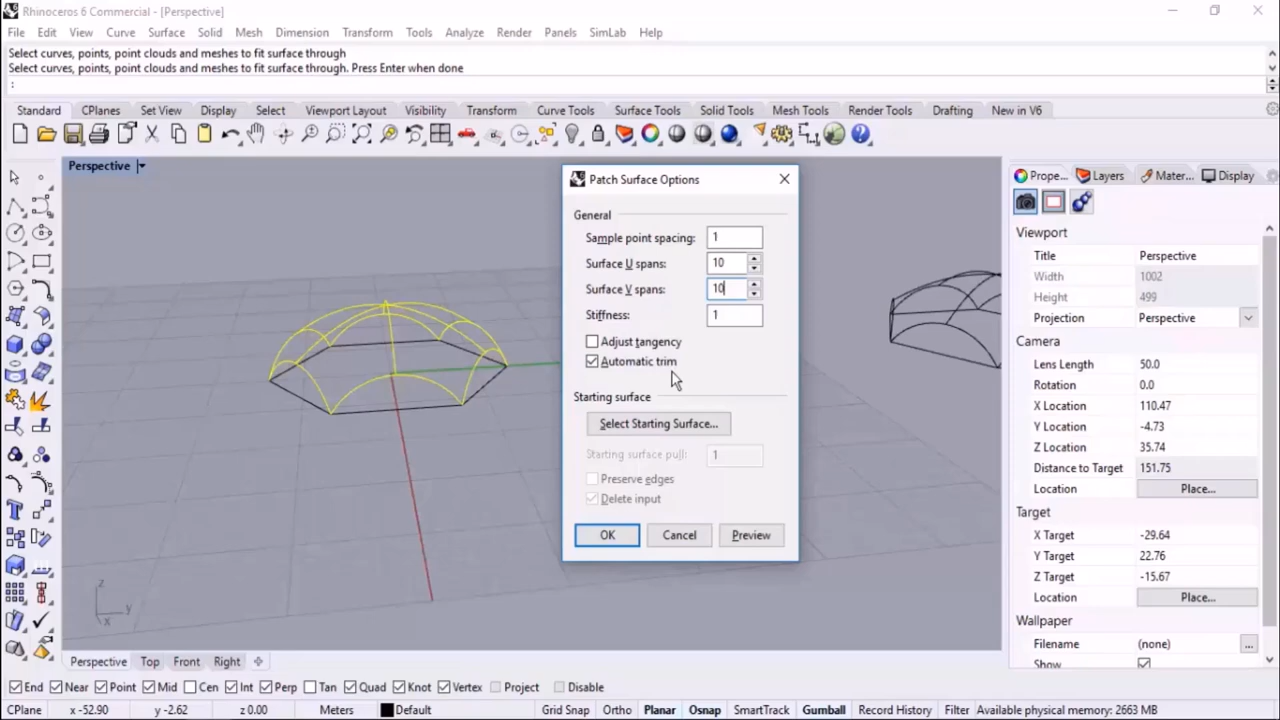 Rhinoceros 6 Commercial - [Perspective]
File Edit View Curve Surface Solid Mesh Dimension Transform Tools Analyze Render Panels SimLab Help
Select curves, points, point clouds and meshes to fit surface through
Select curves, points, point clouds and meshes to fit surface through. Press Enter when done
:
Standard CPlanes Set View Display Select Viewport Layout Visibility Transform Curve Tools Surface Tools Solid Tools Mesh Tools Render Tools Drafting New in V6
Perspective
Patch Surface Options
General
Sample point spacing: 1
Surface U spans: 10
Surface V spans: 10
Stiffness: 1
Adjust tangency
Automatic trim
Starting surface
Select Starting Surface...
Starting surface pull: 1
Preserve edges
Delete input
OK Cancel Preview
z
y
x
Prope... Layers Mater... Display
Viewport
Title Perspective
Width 1002
Height 499
Projection Perspective
Camera
Lens Length 50.0
Rotation 0.0
X Location 110.47
Y Location -4.73
Z Location 35.74
Distance to Target 151.75
Location Place...
Target
X Target -29.64
Y Target 22.76
Z Target -15.67
Location Place...
Wallpaper
Filename (none) ...
Show
Perspective Top Front Right
End Near Point Mid Cen Int Perp Tan Quad Knot Vertex Project Disable
CPlane x -52.90 y -2.62 z 0.00 Meters Default Grid Snap Ortho Planar Osnap SmartTrack Gumball Record History Filter Available physical memory: 2663 MB